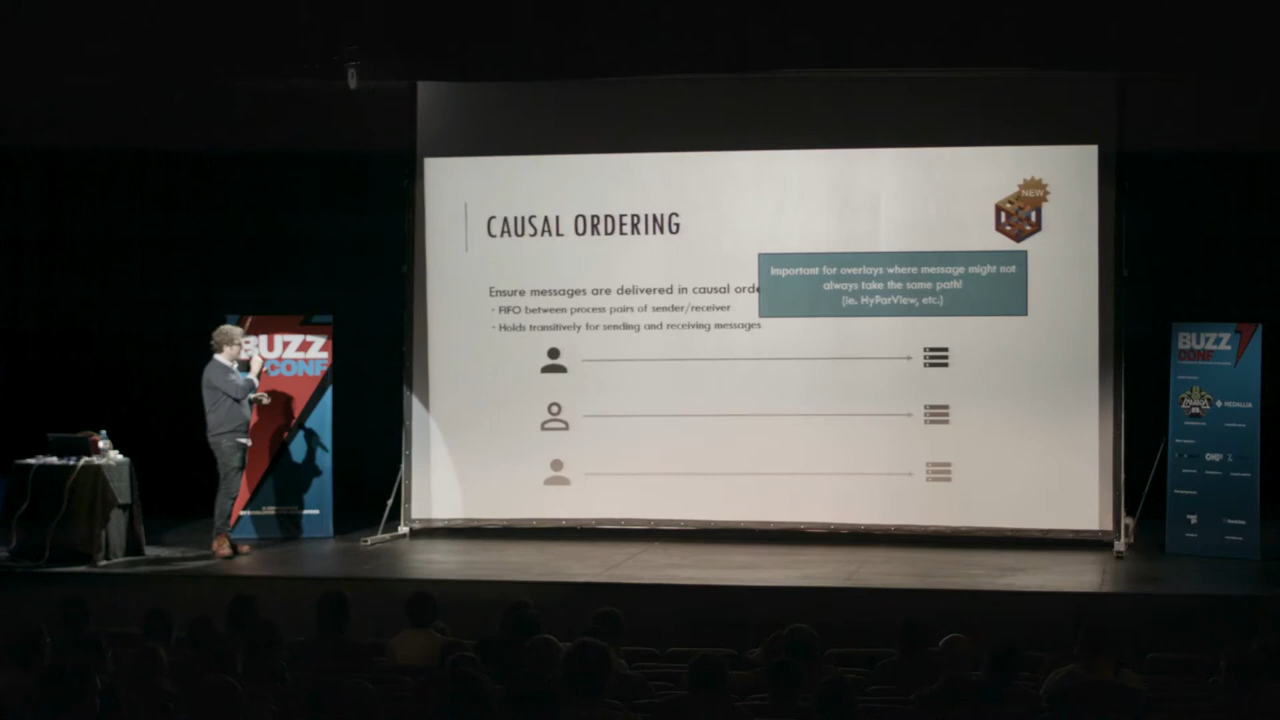 NEW
CAUSAL ORDERING
Important for overlays where message might not
always take the same path!
(ie. HyParView, etc.)
Ensure messages are delivered in causal orde
· FIFO between process pairs of sender/receiver
· Holds transitively for sending and receiving messages
BUZZ
CONF
BUZZ
CONF
MEDALLIA